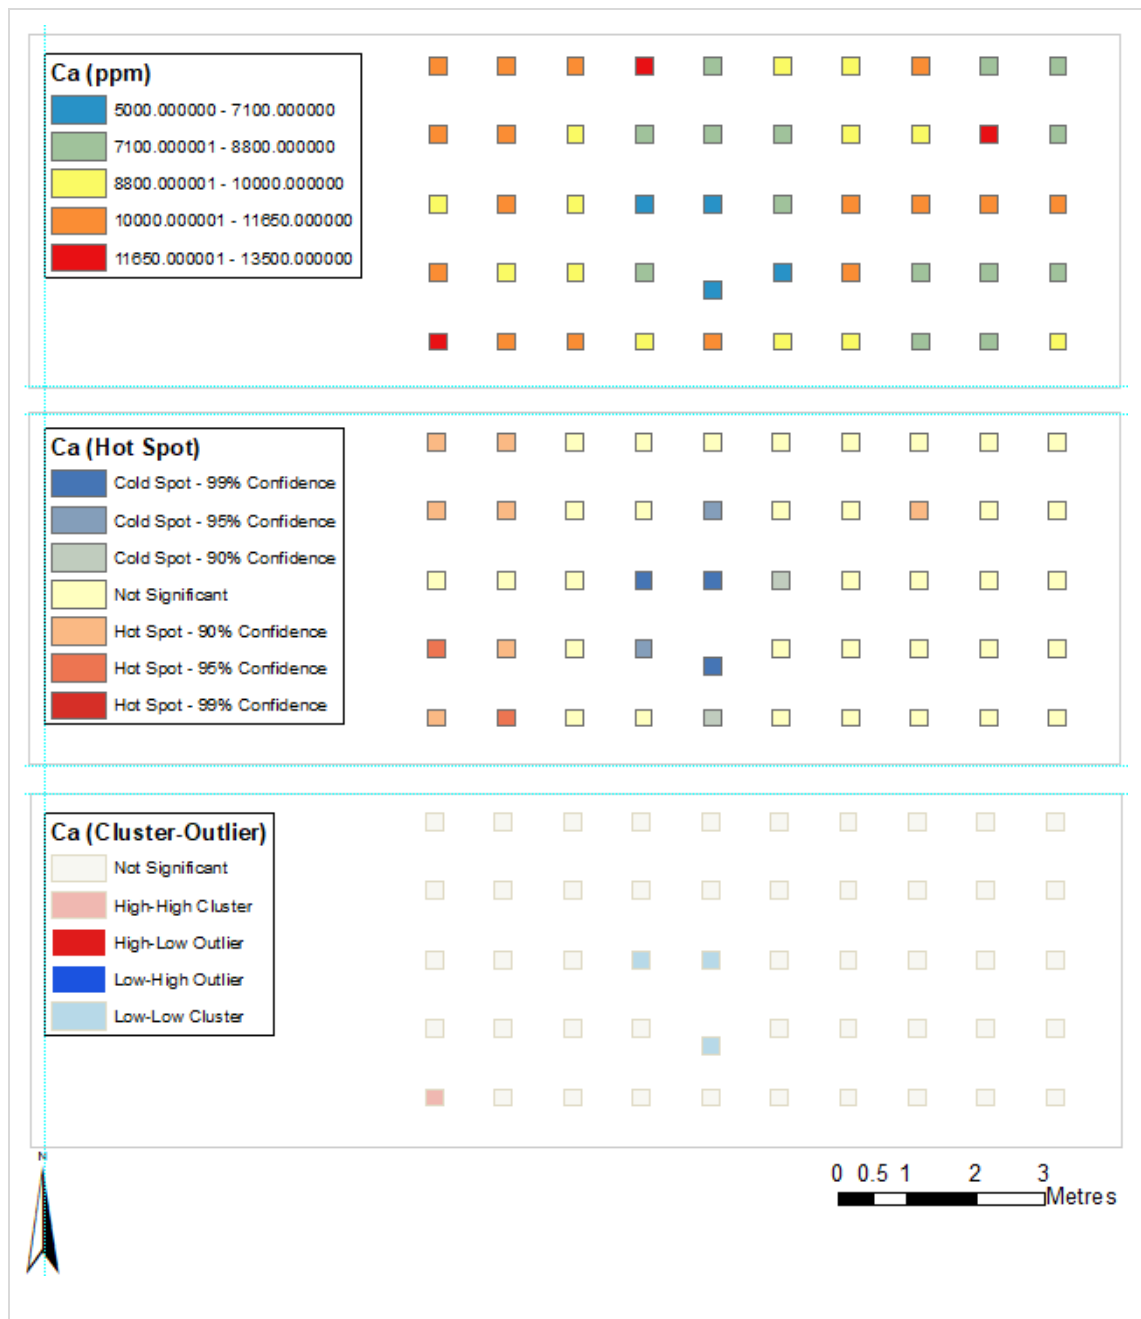 Ca (ppm)
5000.000000 - 7100.000000
7100.000001 - 8800.000000
8800.000001 - 10000.000000
10000.000001 - 11650.000000
11650.000001 - 13500.000000
Ca (Hot Spot)
Cold Spot - 99% Confidence
Cold Spot - 95% Confidence
Cold Spot - 90% Confidence
Not Significant
Hot Spot - 90% Confidence
Hot Spot - 95% Confidence
Hot Spot - 99% Confidence
Ca (Cluster-Outlier)
Not Significant
High-High Cluster
High-Low Outlier
Low-High Outlier
Low-Low Cluster
N
0 0.5 1 2 3
Metres